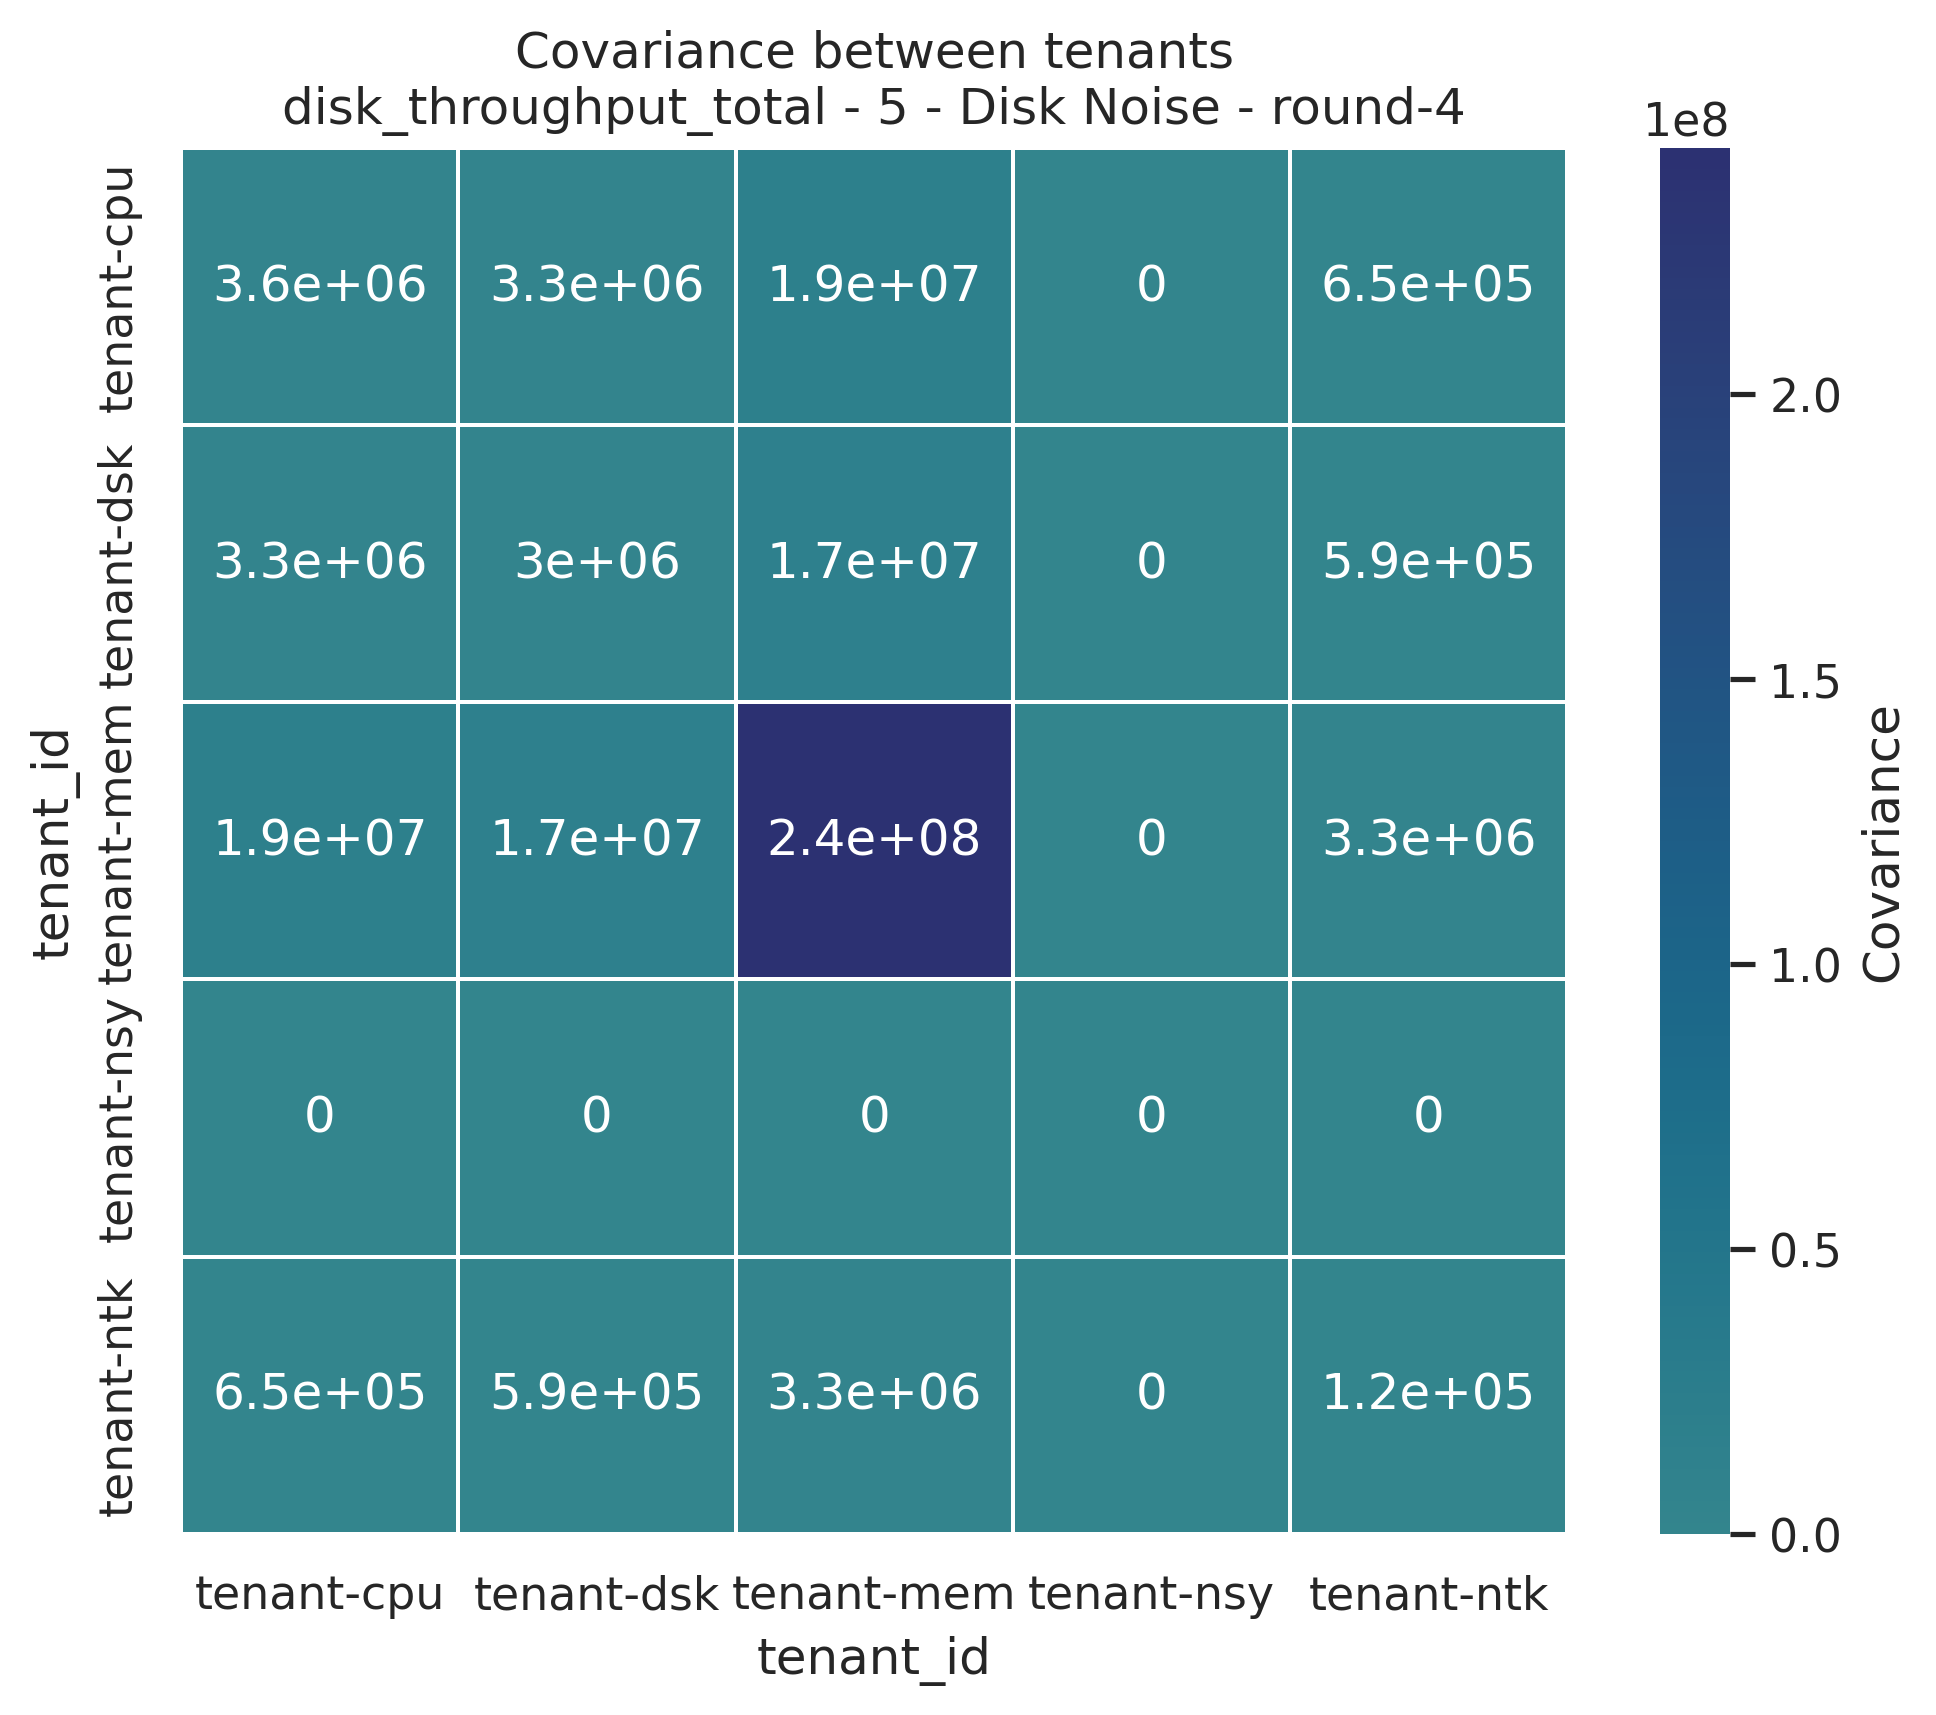 Covariance between tenants
disk_throughput_total - 5 - Disk Noise - round-4
1e8
tenant_id
tenant-cpu
3.6e+06 3.3e+06 1.9e+07 0 6.5e+05
tenant-dsk
3.3e+06 3e+06 1.7e+07 0 5.9e+05
tenant-mem
1.9e+07 1.7e+07 2.4e+08 0 3.3e+06
tenant-nsy
0 0 0 0 0
tenant-ntk
6.5e+05 5.9e+05 3.3e+06 0 1.2e+05
tenant-cpu tenant-dsk tenant-mem tenant-nsy tenant-ntk
tenant_id
2.0
1.5
1.0
0.5
0.0
Covariance